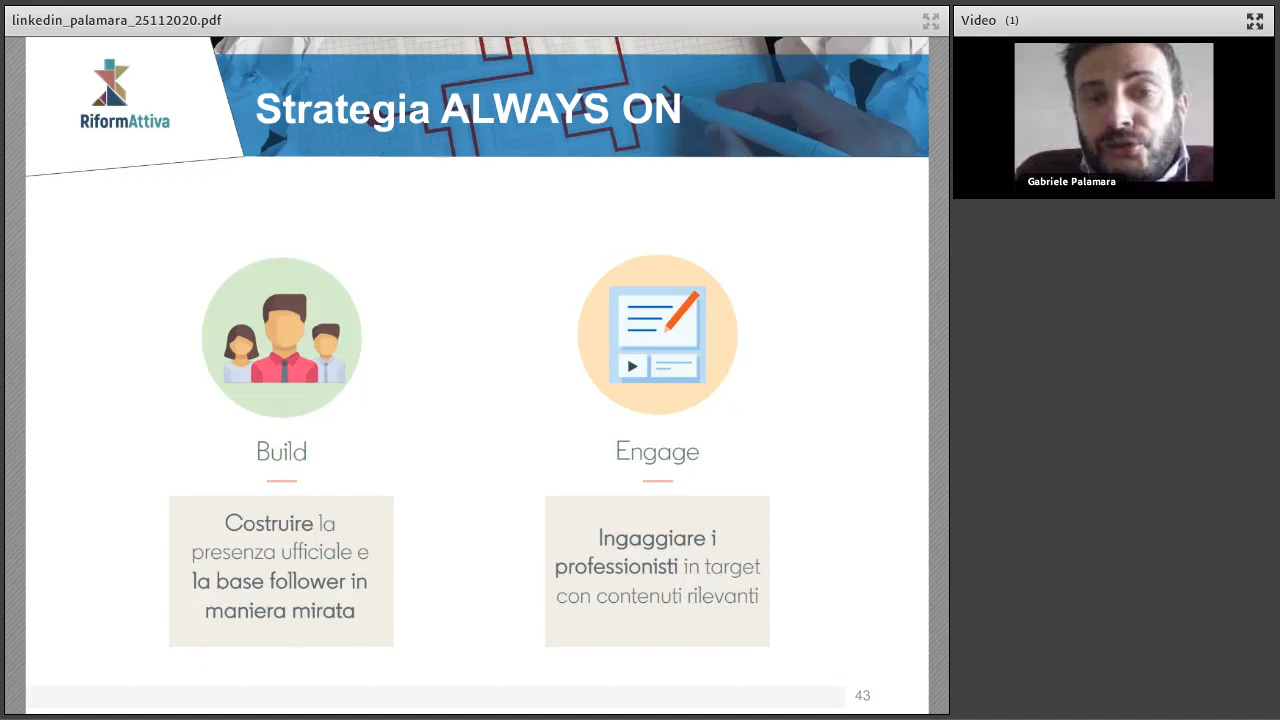 linkedin_palamara_25112020.pdf
Video (1)
RiformAttiva
Strategia ALWAYS ON
Gabriele Palamara
Build
Costruire la
presenza ufficiale e
la base follower in
maniera mirata
Engage
Ingaggiare i
professionisti in target
con contenuti rilevanti
43